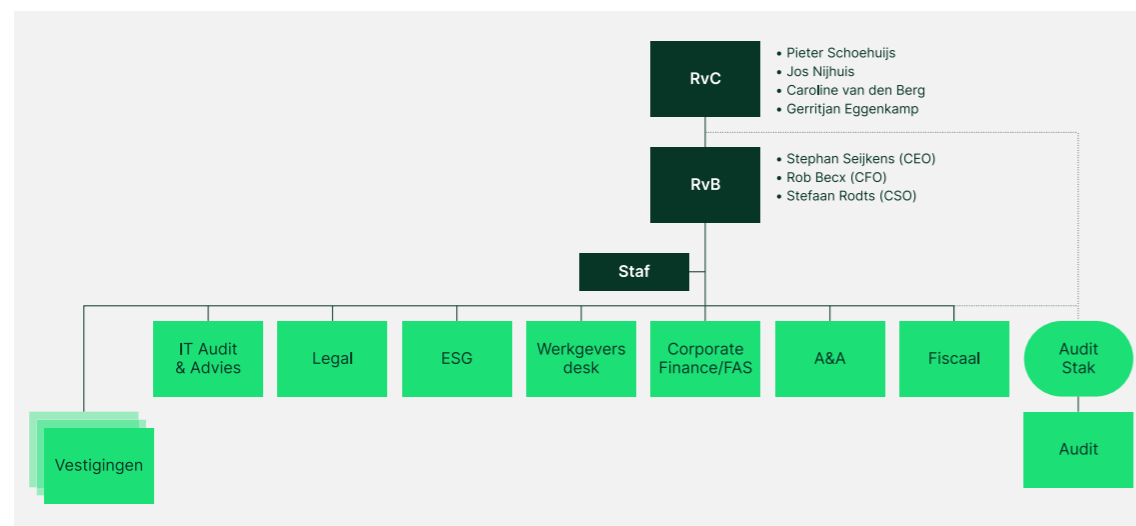 RvC
• Pieter Schoehuijs
• Jos Nijhuis
• Caroline van den Berg
• Gerritjan Eggenkamp
RvB
• Stephan Seijkens (CEO)
• Rob Becx (CFO)
• Stefaan Rodts (CSO)
Staf
IT Audit
& Advies
Legal
ESG
Werkgevers
desk
Corporate
Finance/FAS
A&A
Fiscaal
Audit
Stak
Vestigingen
Audit